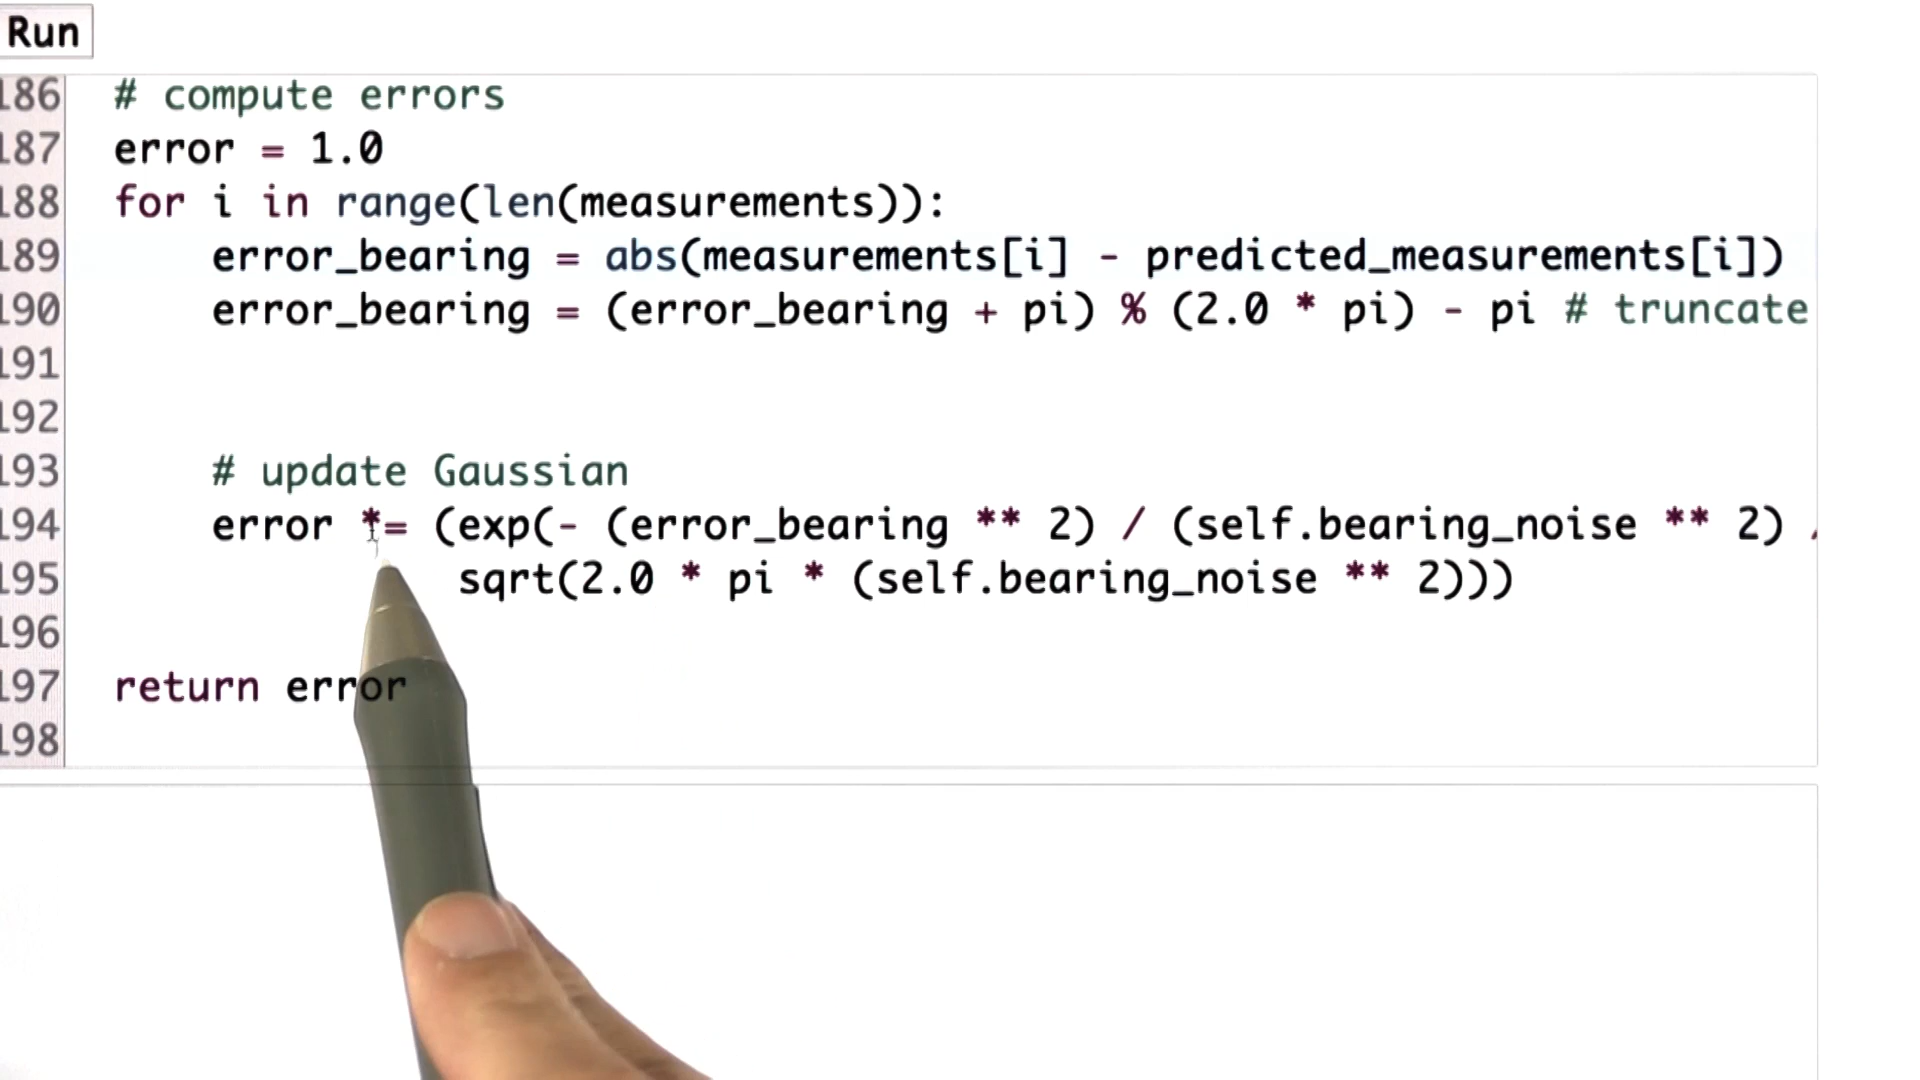 Run
186 # compute errors
187 error = 1.0
188 for i in range(len(measurements)):
189 error_bearing = abs(measurements[i] - predicted_measurements[i])
190 error_bearing = (error_bearing + pi) % (2.0 * pi) - pi # truncate
191
192
193 # update Gaussian
194 error *= (exp(- (error_bearing ** 2) / (self.bearing_noise ** 2) /
195 sqrt(2.0 * pi * (self.bearing_noise ** 2)))
196
197 return error
198